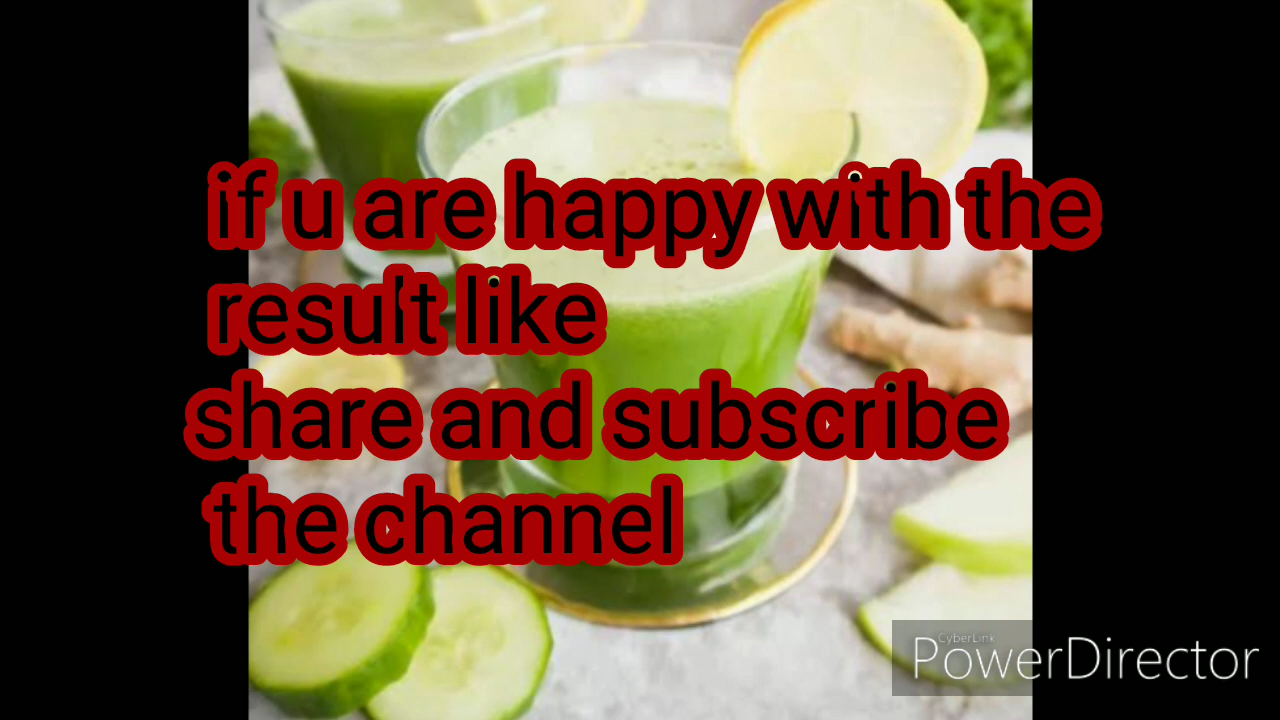 if u are happy with the
result like
share and subscribe
the channel
CyberLink
PowerDirector